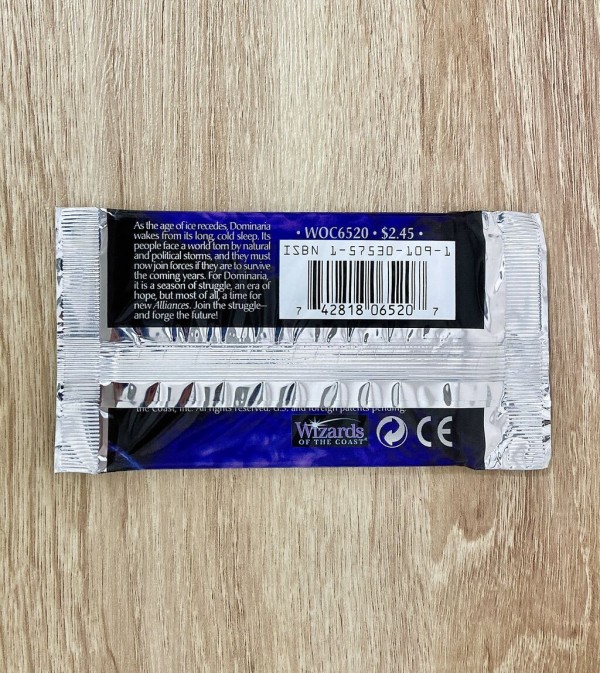 As the age of ice recedes, Dominaria
wakes from its long, cold sleep. Its
people face a world torn by natural
and political storms, and they must
now join forces if they are to survive
the coming years. For Dominaria,
it is a season of struggle, an era of
hope, but most of all, a time for
new Alliances. Join the struggle–
and forge the future!
• WOC6520 • $2.45 •
ISBN 1-57530-109-1
7 42818 06520 7
the Coast, Inc. All rights reserved. U.S. and foreign patents pending.
Wizards
OF THE COAST®
CE